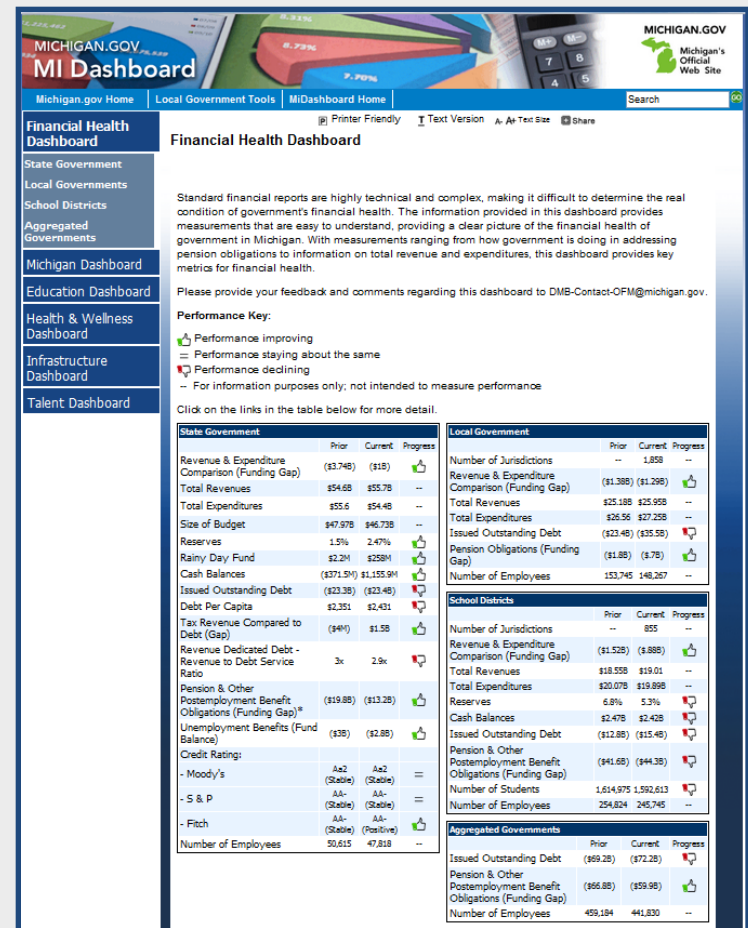 8.31%
8.73%
7.70%
MICHIGAN.GOV
MI Dashboard
MICHIGAN.GOV
Michigan's
Official
Web Site
M+
7
8
4
5
Michigan.gov Home Local Government Tools MiDashboard Home Search GO
Printer Friendly Text Version A- A+ Text Size Share
Financial Health
Dashboard
State Government
Local Governments
School Districts
Aggregated
Governments
Michigan Dashboard
Education Dashboard
Health & Wellness
Dashboard
Infrastructure
Dashboard
Talent Dashboard
Financial Health Dashboard
Standard financial reports are highly technical and complex, making it difficult to determine the real
condition of government's financial health. The information provided in this dashboard provides
measurements that are easy to understand, providing a clear picture of the financial health of
government in Michigan. With measurements ranging from how government is doing in addressing
pension obligations to information on total revenue and expenditures, this dashboard provides key
metrics for financial health.
Please provide your feedback and comments regarding this dashboard to DMB-Contact-OFM@michigan.gov.
Performance Key:
Performance improving
= Performance staying about the same
Performance declining
-- For information purposes only; not intended to measure performance
Click on the links in the table below for more detail.
State Government
Prior Current Progress
Revenue & Expenditure
Comparison (Funding Gap) ($3.74B) ($1B)
Total Revenues $54.6B $55.7B --
Total Expenditures $55.6 $54.4B --
Size of Budget $47.97B $46.73B --
Reserves 1.5% 2.47%
Rainy Day Fund $2.2M $258M
Cash Balances ($371.5M) $1,155.9M
Issued Outstanding Debt ($23.3B) ($23.4B)
Debt Per Capita $2,351 $2,431
Tax Revenue Compared to
Debt (Gap) ($4M) $1.5B
Revenue Dedicated Debt -
Revenue to Debt Service
Ratio 3x 2.9x
Pension & Other
Postemployment Benefit
Obligations (Funding Gap)* ($19.8B) ($13.2B)
Unemployment Benefits (Fund
Balance) ($3B) ($2.8B)
Credit Rating:
- Moody's Aa2 (Stable) Aa2 (Stable) =
- S & P AA- (Stable) AA- (Stable) =
- Fitch AA- (Stable) AA- (Positive)
Number of Employees 50,615 47,818 --
Local Government
Prior Current Progress
Number of Jurisdictions -- 1,858 --
Revenue & Expenditure
Comparison (Funding Gap) ($1.38B) ($1.29B)
Total Revenues $25.18B $25.95B --
Total Expenditures $26.56 $27.25B --
Issued Outstanding Debt ($23.4B) ($35.5B)
Pension Obligations (Funding
Gap) ($1.8B) ($.7B)
Number of Employees 153,745 148,267 --
School Districts
Prior Current Progress
Number of Jurisdictions -- 855 --
Revenue & Expenditure
Comparison (Funding Gap) ($1.52B) ($.88B)
Total Revenues $18.55B $19.01 --
Total Expenditures $20.07B $19.89B --
Reserves 6.8% 5.3%
Cash Balances $2.47B $2.42B
Issued Outstanding Debt ($12.8B) ($15.4B)
Pension & Other
Postemployment Benefit
Obligations (Funding Gap) ($41.6B) ($44.3B)
Number of Students 1,614,975 1,592,613
Number of Employees 254,824 245,745 --
Aggregated Governments
Prior Current Progress
Issued Outstanding Debt ($69.2B) ($72.2B)
Pension & Other
Postemployment Benefit
Obligations (Funding Gap) ($66.8B) ($59.9B)
Number of Employees 459,184 441,830 --